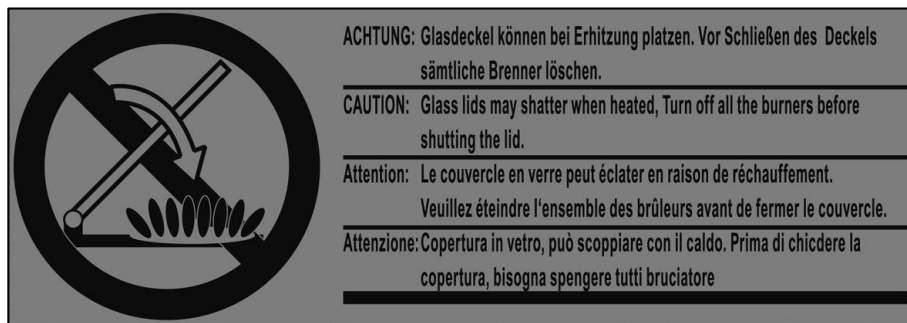 ACHTUNG: Glasdeckel können bei Erhitzung platzen. Vor Schließen des Deckels
sämtliche Brenner löschen.
CAUTION: Glass lids may shatter when heated, Turn off all the burners before
shutting the lid.
Attention: Le couvercle en verre peut éclater en raison de réchauffement.
Veuillez éteindre l'ensemble des brûleurs avant de fermer le couvercle.
Attenzione: Copertura in vetro, può scoppiare con il caldo. Prima di chicdere la
copertura, bisogna spengere tutti bruciatore